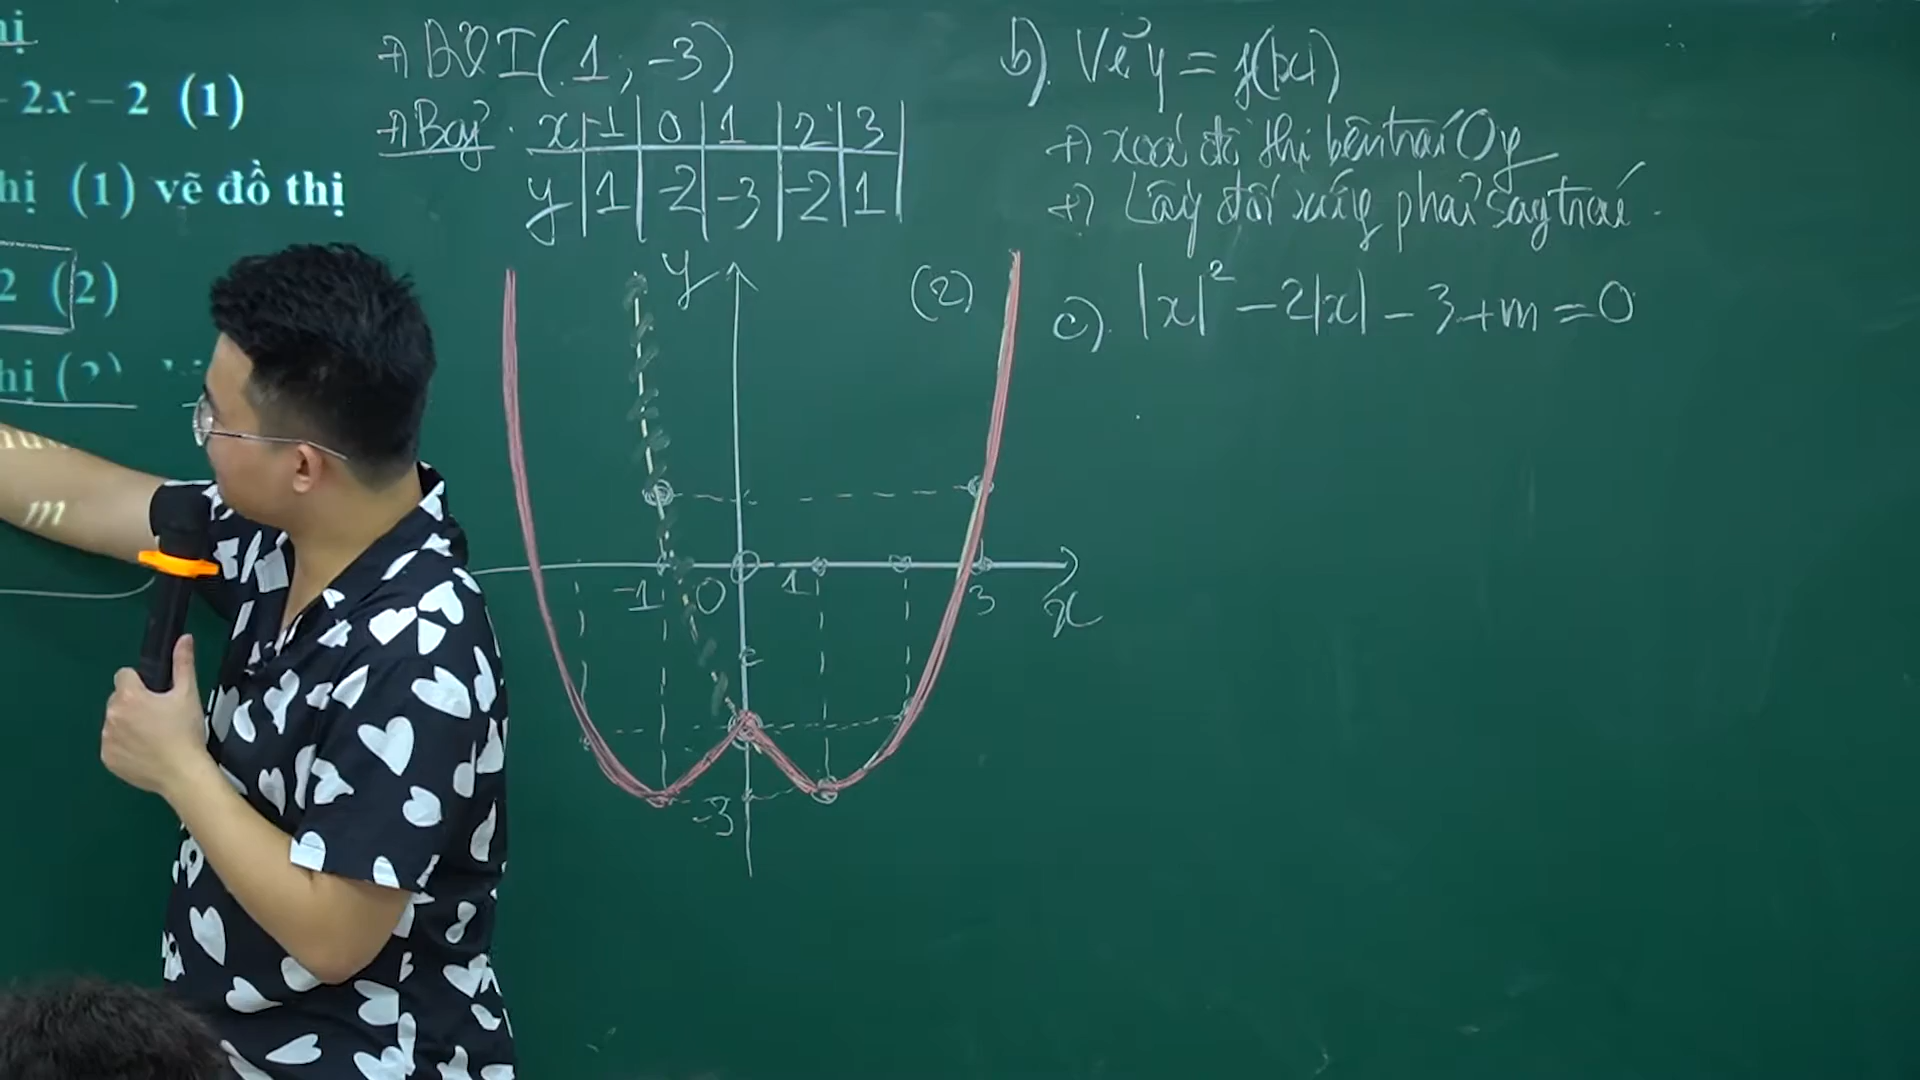 hị
- 2x – 2 (1)
hị (1) vẽ đồ thị
2 (2)
hị (2)
m
+) BBT I(1; -3)
+) Bảng: x | -1 | 0 | 1 | 2 | 3
y | 1 | -2 | -3 | -2 | 1
y
(2)
-1 0 1 3
x
-3
b). Vẽ y = f(|x|)
+) xoá đồ thị bên trái Oy
+) Lấy đối xứng phải sang trái.
c). |x|² - 2|x| - 3 + m = 0